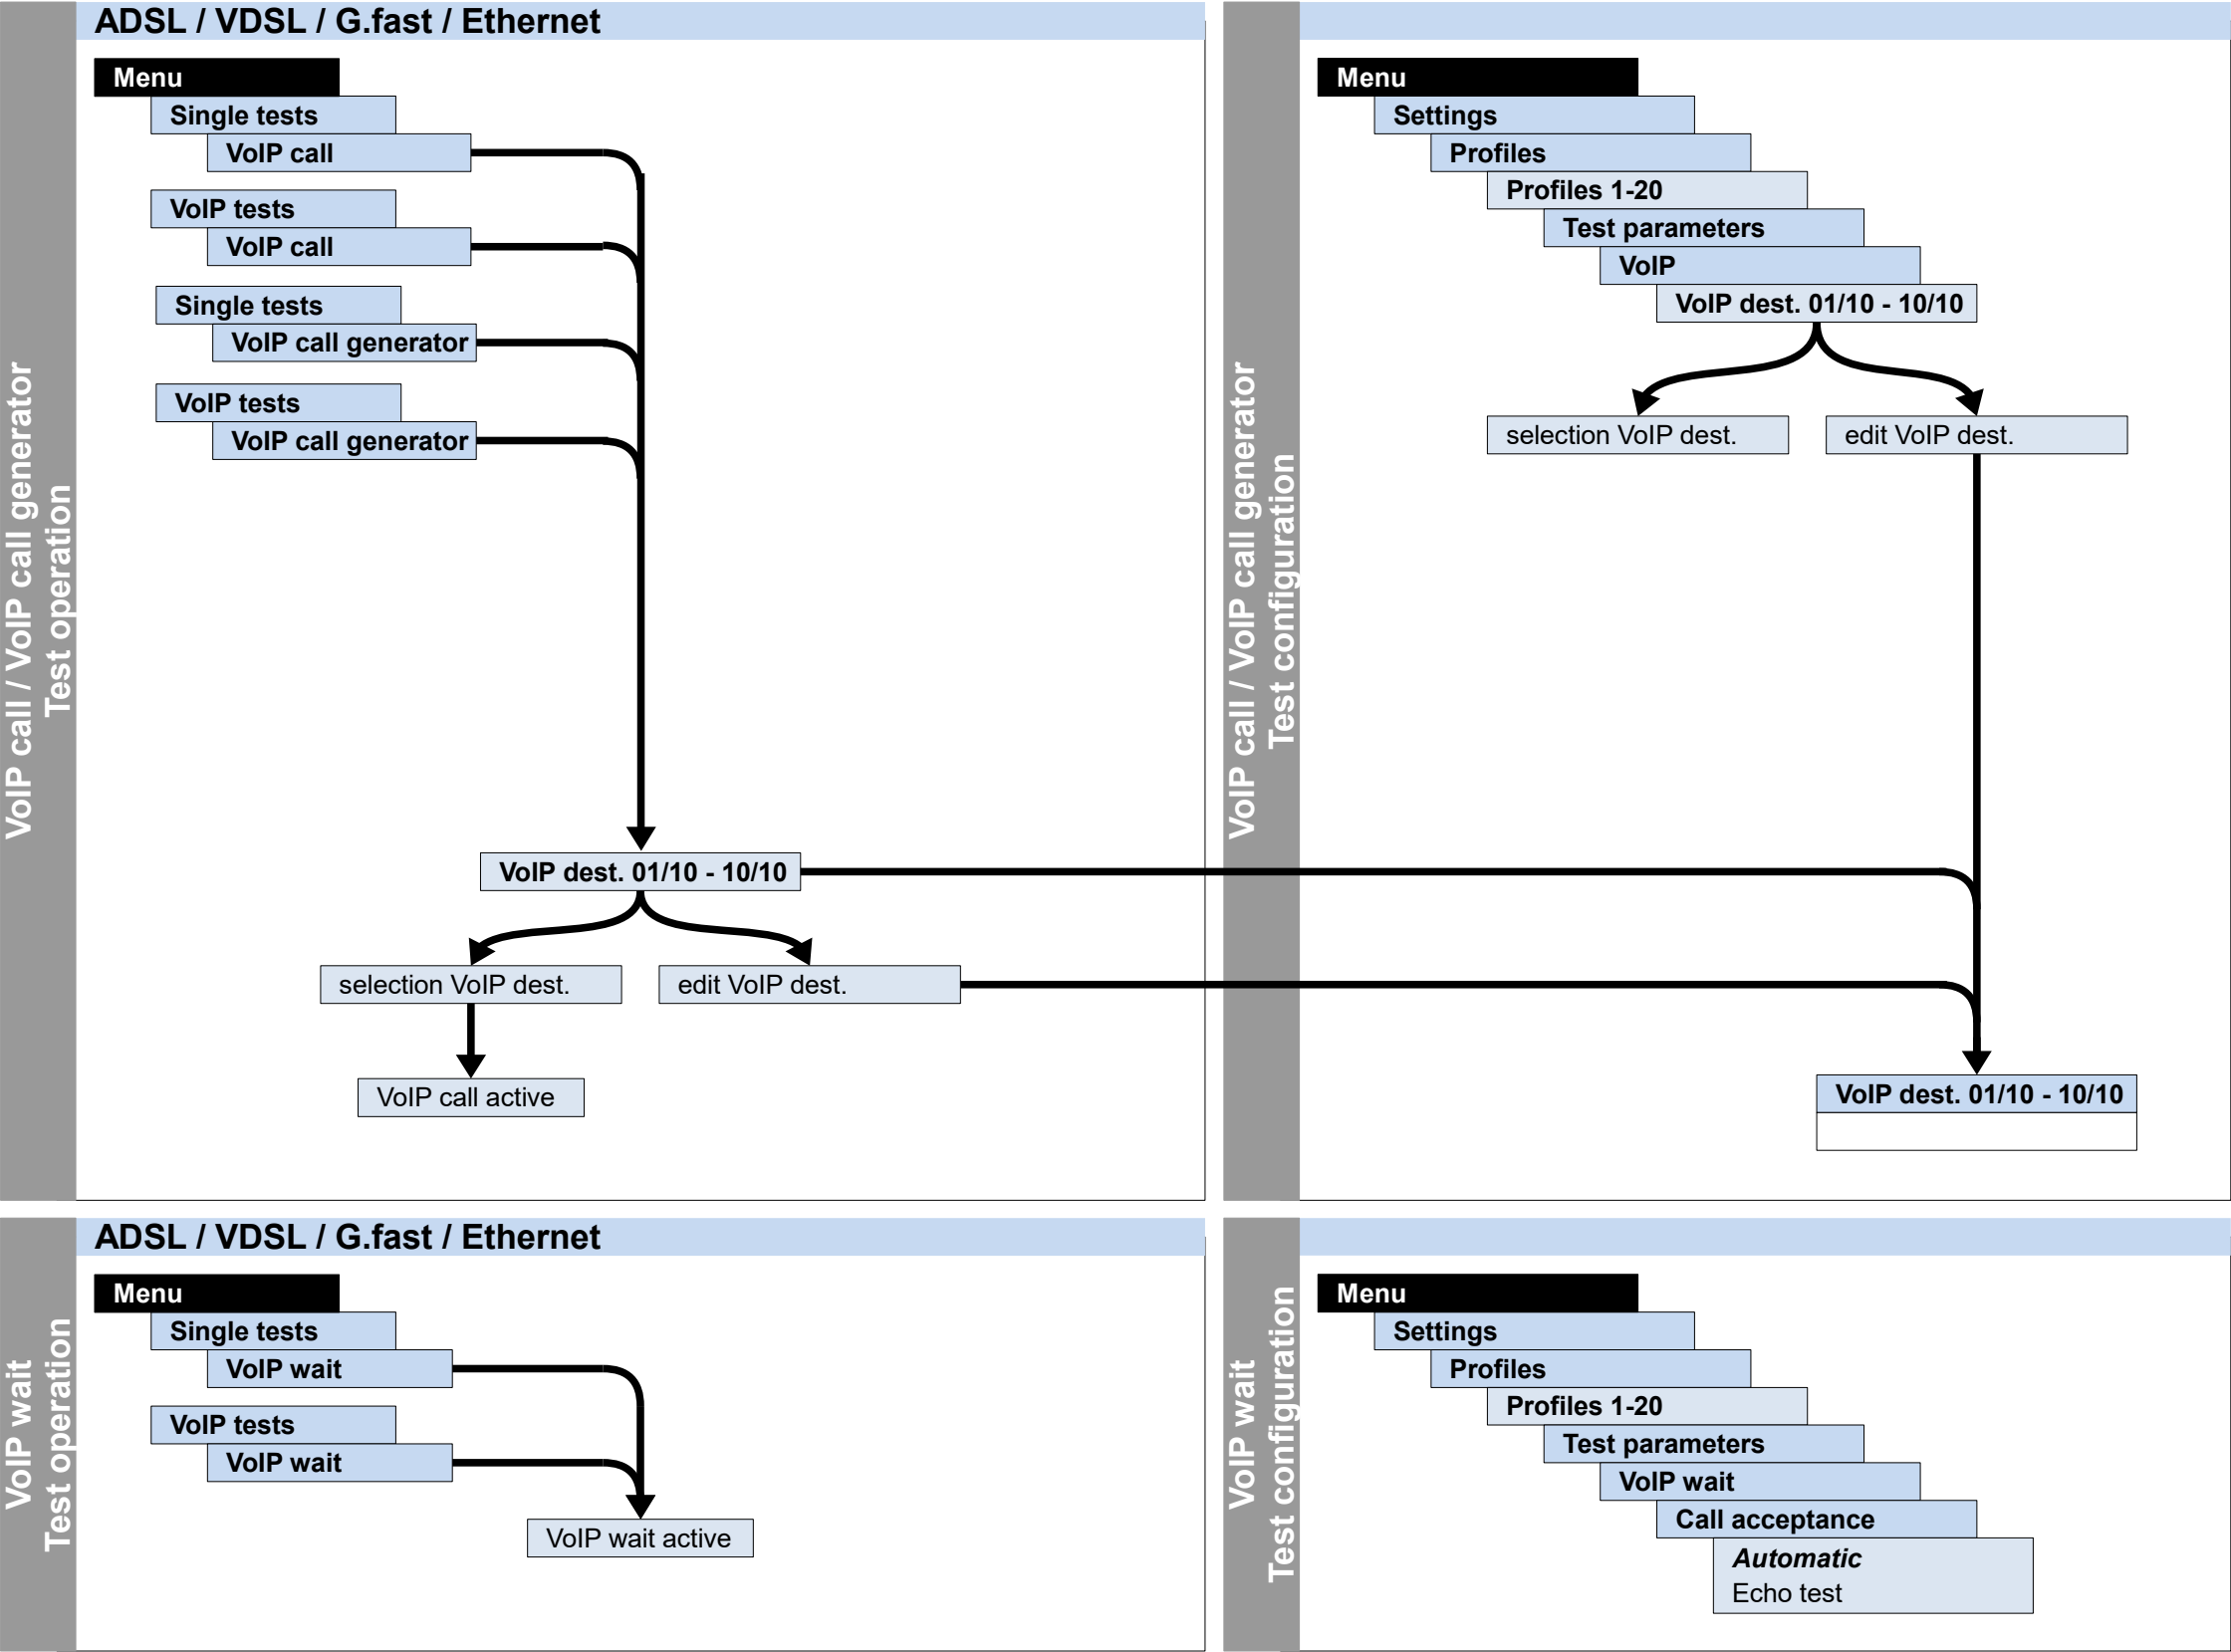 VoIP call / VoIP call generator
Test operation
ADSL / VDSL / G.fast / Ethernet
Menu
Single tests
VoIP call
VoIP tests
VoIP call
Single tests
VoIP call generator
VoIP tests
VoIP call generator
VoIP dest. 01/10 - 10/10
selection VoIP dest.
edit VoIP dest.
VoIP call active
VoIP call / VoIP call generator
Test configuration
Menu
Settings
Profiles
Profiles 1-20
Test parameters
VoIP
VoIP dest. 01/10 - 10/10
selection VoIP dest.
edit VoIP dest.
VoIP dest. 01/10 - 10/10
VoIP wait
Test operation
ADSL / VDSL / G.fast / Ethernet
Menu
Single tests
VoIP wait
VoIP tests
VoIP wait
VoIP wait active
VoIP wait
Test configuration
Menu
Settings
Profiles
Profiles 1-20
Test parameters
VoIP wait
Call acceptance
Automatic
Echo test